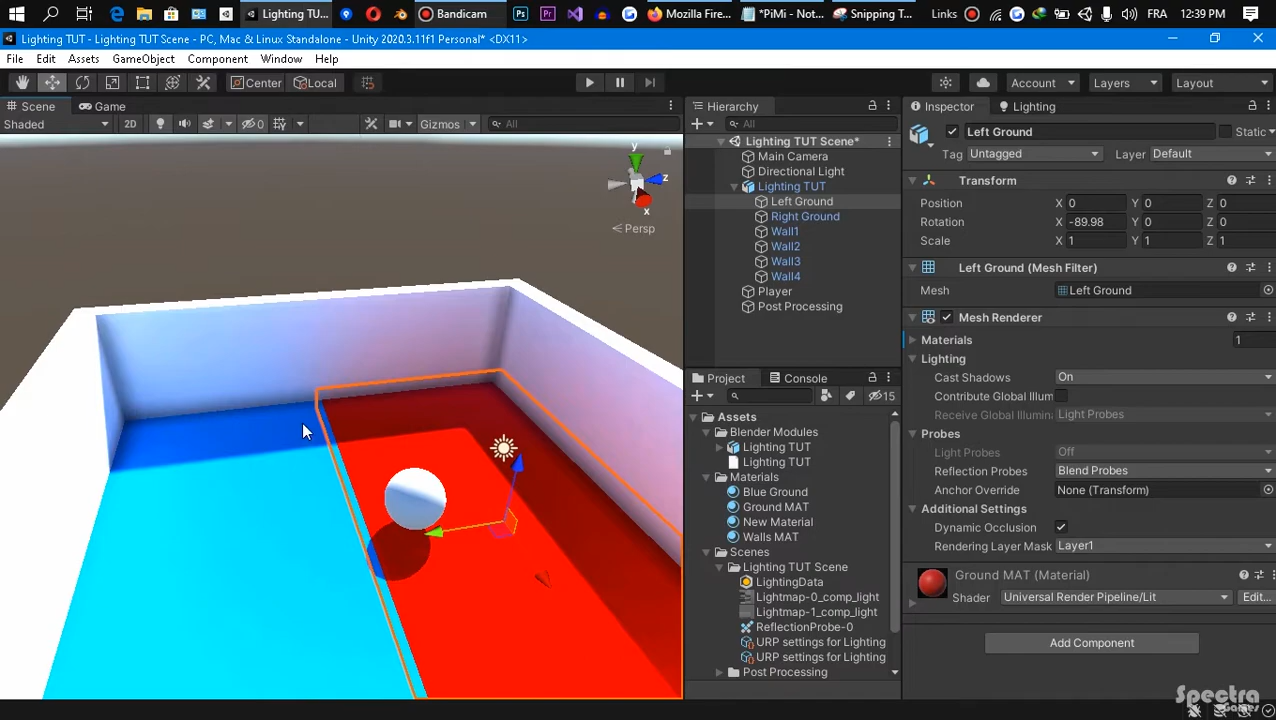 Lighting TU...
Bandicam
Mozilla Fire...
*PiMi - Not...
Snipping T...
Links
FRA
12:39 PM
Lighting TUT - Lighting TUT Scene - PC, Mac & Linux Standalone - Unity 2020.3.11f1 Personal* <DX11>
File Edit Assets GameObject Component Window Help
Center
Local
Account
Layers
Layout
Scene
Game
Shaded
2D
0
Gizmos
All
y
z
x
Persp
Hierarchy
All
Lighting TUT Scene*
Main Camera
Directional Light
Lighting TUT
Left Ground
Right Ground
Wall1
Wall2
Wall3
Wall4
Player
Post Processing
Project
Console
15
Assets
Blender Modules
Lighting TUT
Lighting TUT
Materials
Blue Ground
Ground MAT
New Material
Walls MAT
Scenes
Lighting TUT Scene
LightingData
Lightmap-0_comp_light
Lightmap-1_comp_light
ReflectionProbe-0
URP settings for Lighting
URP settings for Lighting
Post Processing
Inspector
Lighting
Left Ground
Static
Tag Untagged
Layer Default
Transform
Position X 0 Y 0 Z 0
Rotation X -89.98 Y 0 Z 0
Scale X 1 Y 1 Z 1
Left Ground (Mesh Filter)
Mesh Left Ground
Mesh Renderer
Materials 1
Lighting
Cast Shadows On
Contribute Global Illum
Receive Global Illumina Light Probes
Probes
Light Probes Off
Reflection Probes Blend Probes
Anchor Override None (Transform)
Additional Settings
Dynamic Occlusion
Rendering Layer Mask Layer1
Ground MAT (Material)
Shader Universal Render Pipeline/Lit Edit...
Add Component
Spectra
Games